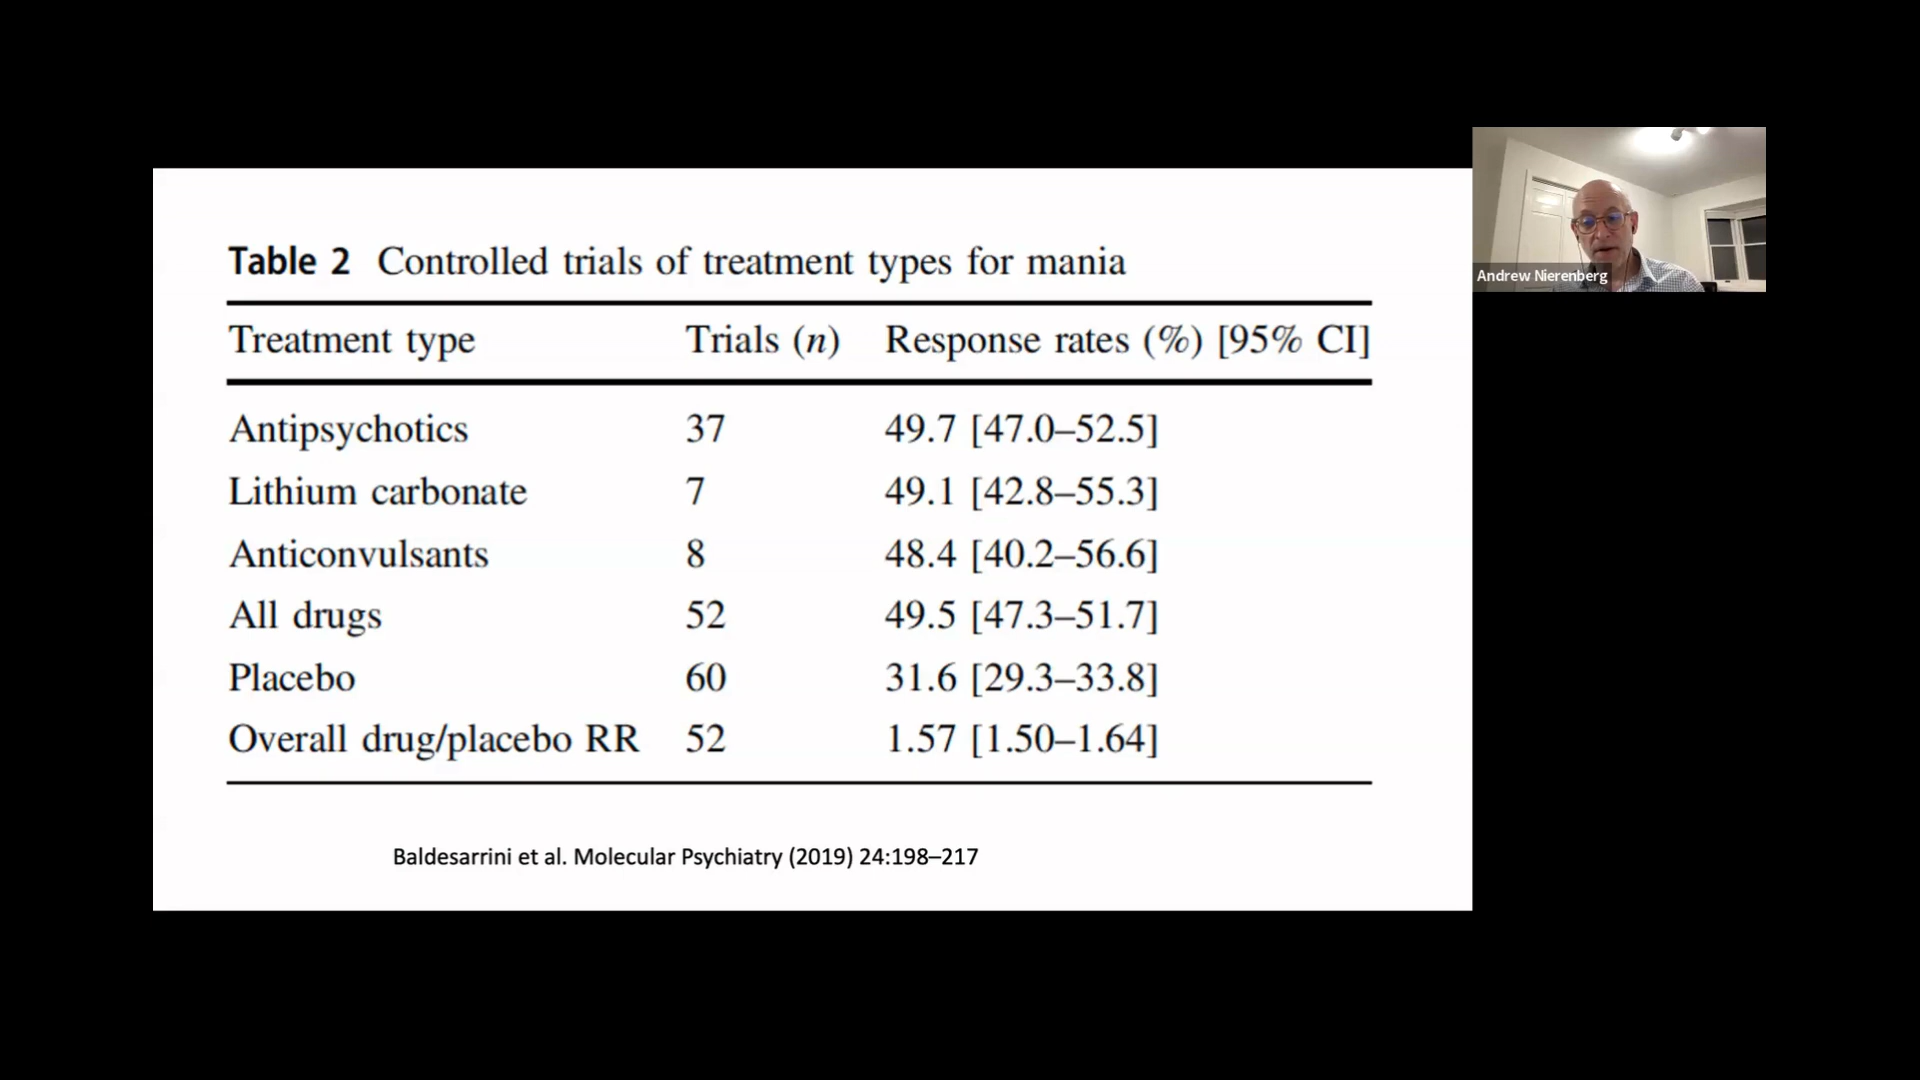 Table 2 Controlled trials of treatment types for mania
Treatment type Trials (n) Response rates (%) [95% CI]
Antipsychotics 37 49.7 [47.0–52.5]
Lithium carbonate 7 49.1 [42.8–55.3]
Anticonvulsants 8 48.4 [40.2–56.6]
All drugs 52 49.5 [47.3–51.7]
Placebo 60 31.6 [29.3–33.8]
Overall drug/placebo RR 52 1.57 [1.50–1.64]
Baldesarrini et al. Molecular Psychiatry (2019) 24:198–217
Andrew Nierenberg